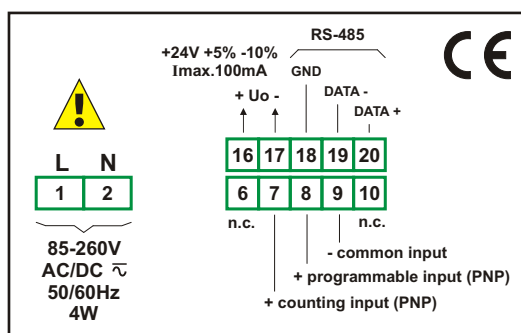 RS-485
+24V +5% -10%
Imax.100mA
GND
+ Uo -
DATA -
DATA +
16 17 18 19 20
L N
1 2
6 7 8 9 10
n.c.
n.c.
85-260V
AC/DC
50/60Hz
4W
- common input
+ programmable input (PNP)
+ counting input (PNP)
CE
!